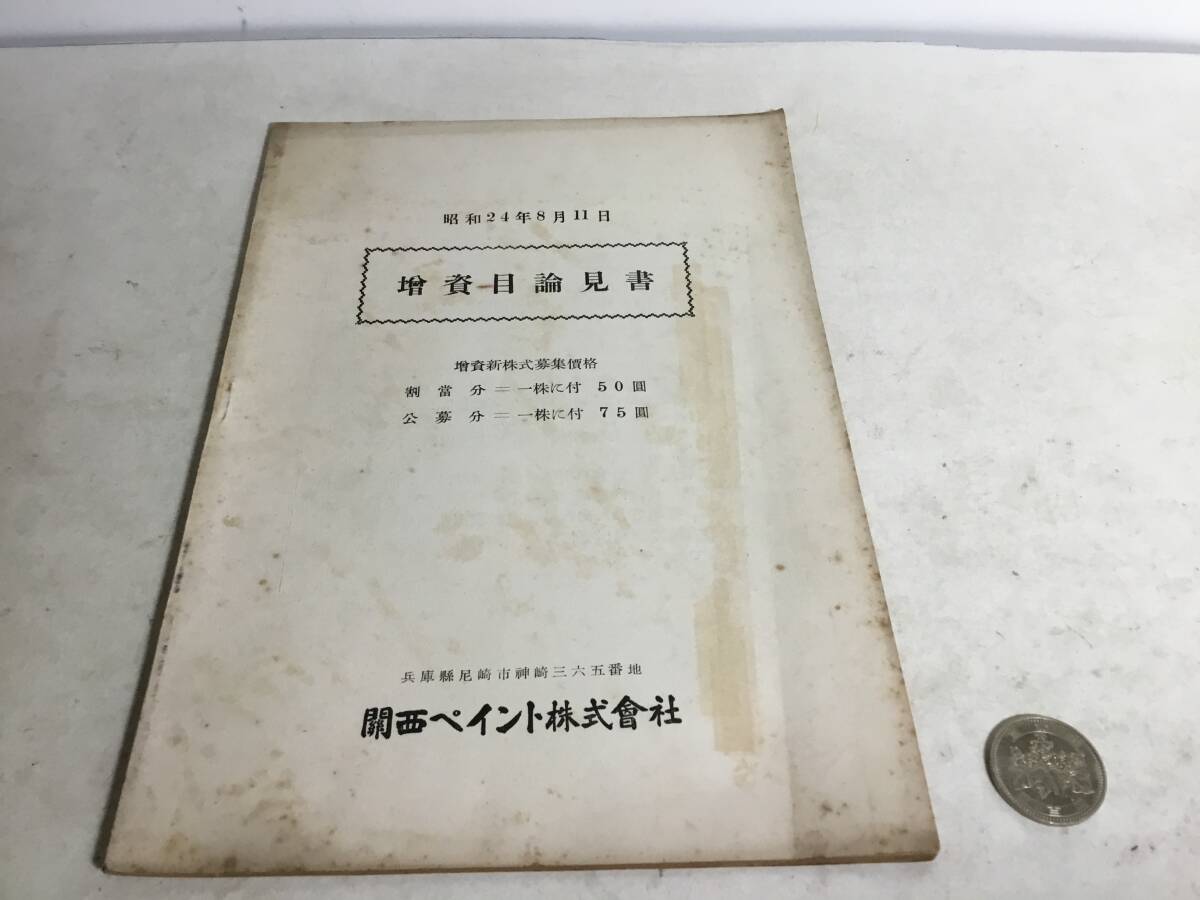 昭和24年8月11日
增資目論見書
增資新株式募集價格
割當分＝一株に付 50圓
公募分＝一株に付 75圓
兵庫縣尼崎市神崎三六五番地
關西ペイント株式會社